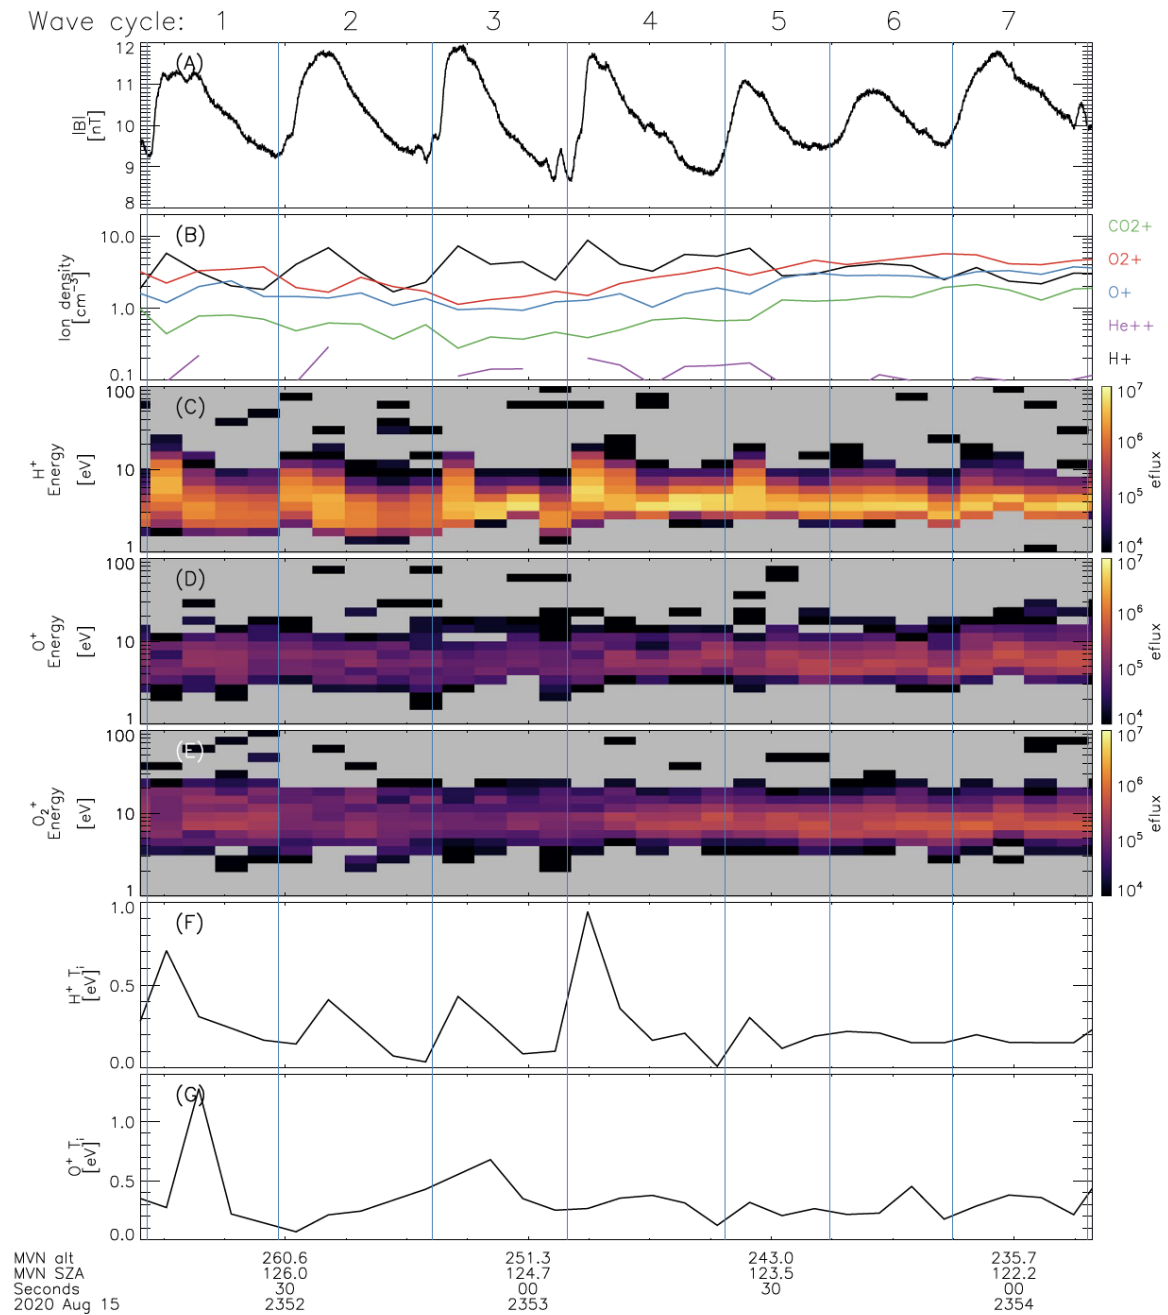 Wave cycle: 1 2 3 4 5 6 7
(A)
12
11
10
9
8
|B|
[nT]
(B)
10.0
1.0
0.1
Ion density
[cm⁻³]
CO2+
O2+
O+
He++
H+
(C)
100
10
1
H⁺
Energy
[eV]
10⁷
10⁶
10⁵
10⁴
eflux
(D)
100
10
1
O⁺
Energy
[eV]
10⁷
10⁶
10⁵
10⁴
eflux
(E)
100
10
1
O₂⁺
Energy
[eV]
10⁷
10⁶
10⁵
10⁴
eflux
(F)
1.0
0.5
0.0
H⁺ Tᵢ
[eV]
(G)
1.0
0.5
0.0
O⁺ Tᵢ
[eV]
MVN alt 260.6 251.3 243.0 235.7
MVN SZA 126.0 124.7 123.5 122.2
Seconds 30 00 30 00
2020 Aug 15 2352 2353 2354